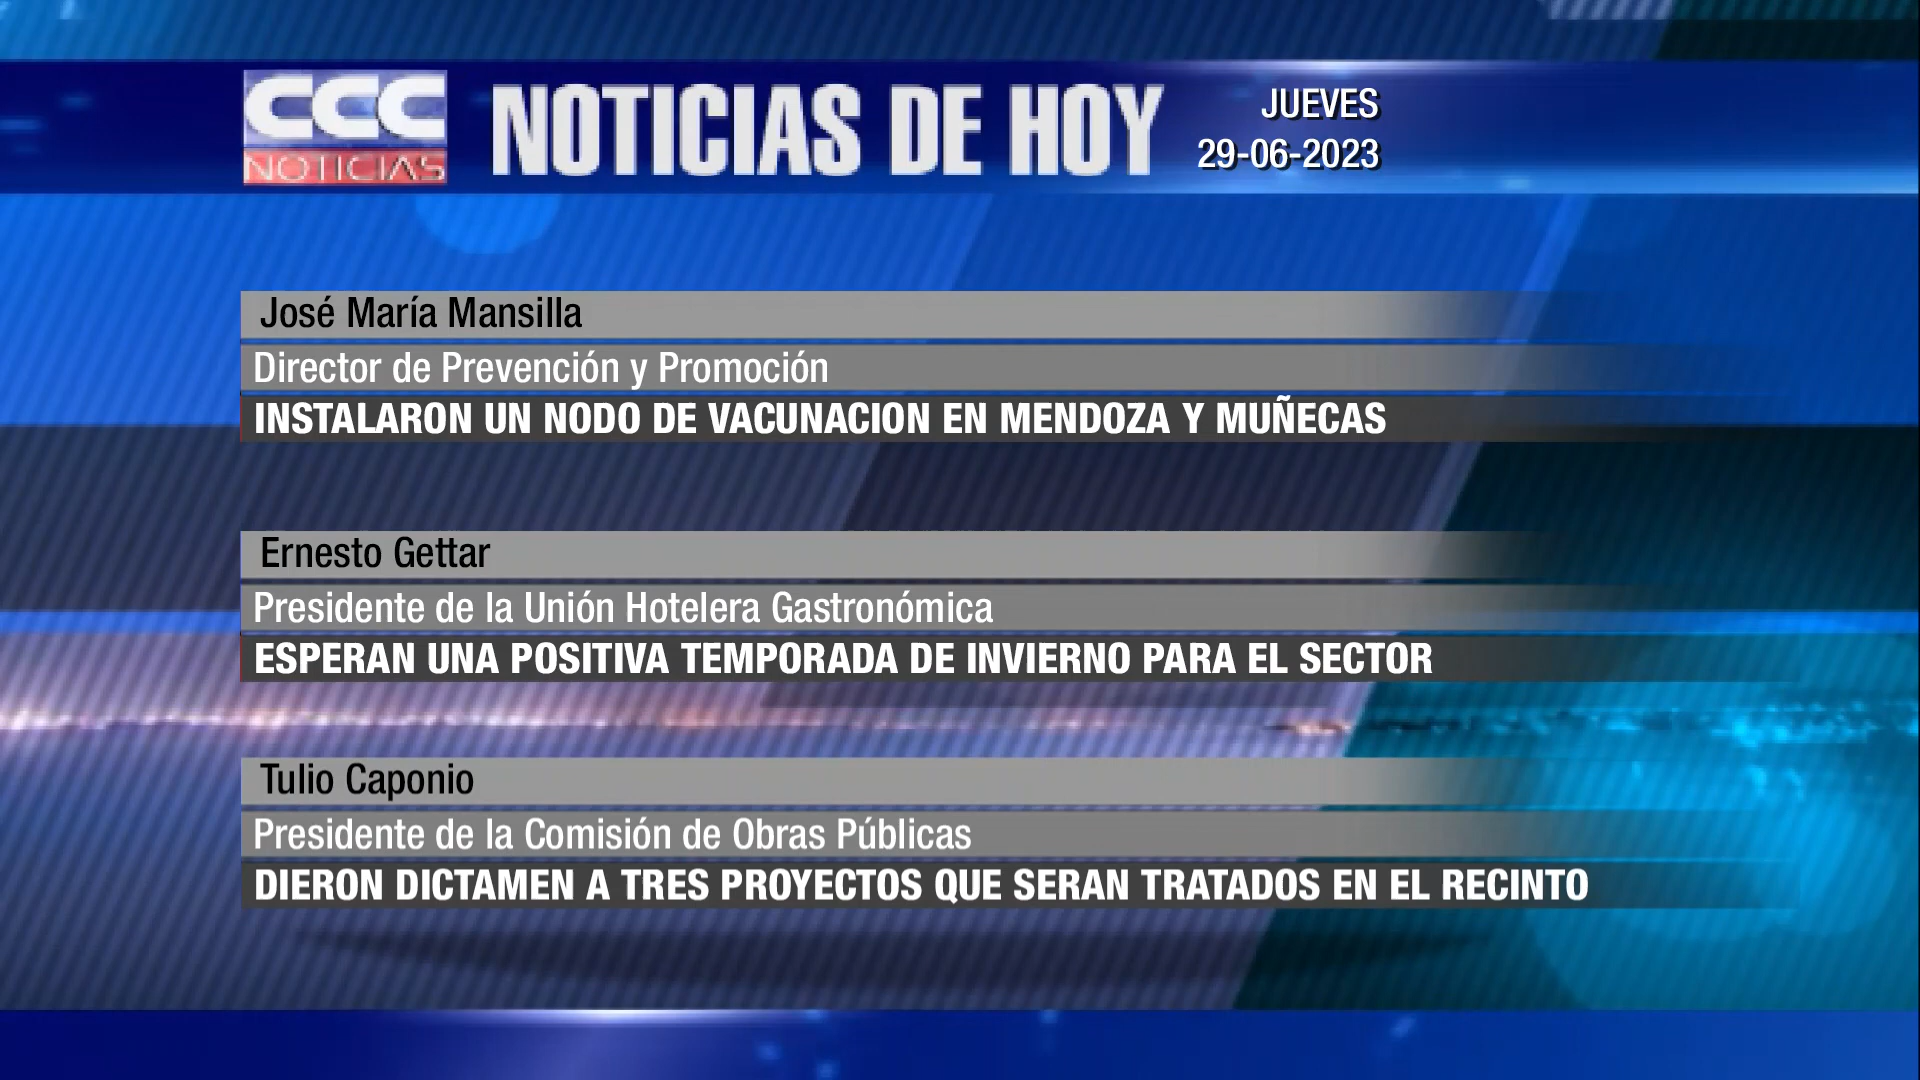 CCC
NOTICIAS
NOTICIAS DE HOY
JUEVES
29-06-2023
José María Mansilla
Director de Prevención y Promoción
INSTALARON UN NODO DE VACUNACION EN MENDOZA Y MUÑECAS
Ernesto Gettar
Presidente de la Unión Hotelera Gastronómica
ESPERAN UNA POSITIVA TEMPORADA DE INVIERNO PARA EL SECTOR
Tulio Caponio
Presidente de la Comisión de Obras Públicas
DIERON DICTAMEN A TRES PROYECTOS QUE SERAN TRATADOS EN EL RECINTO